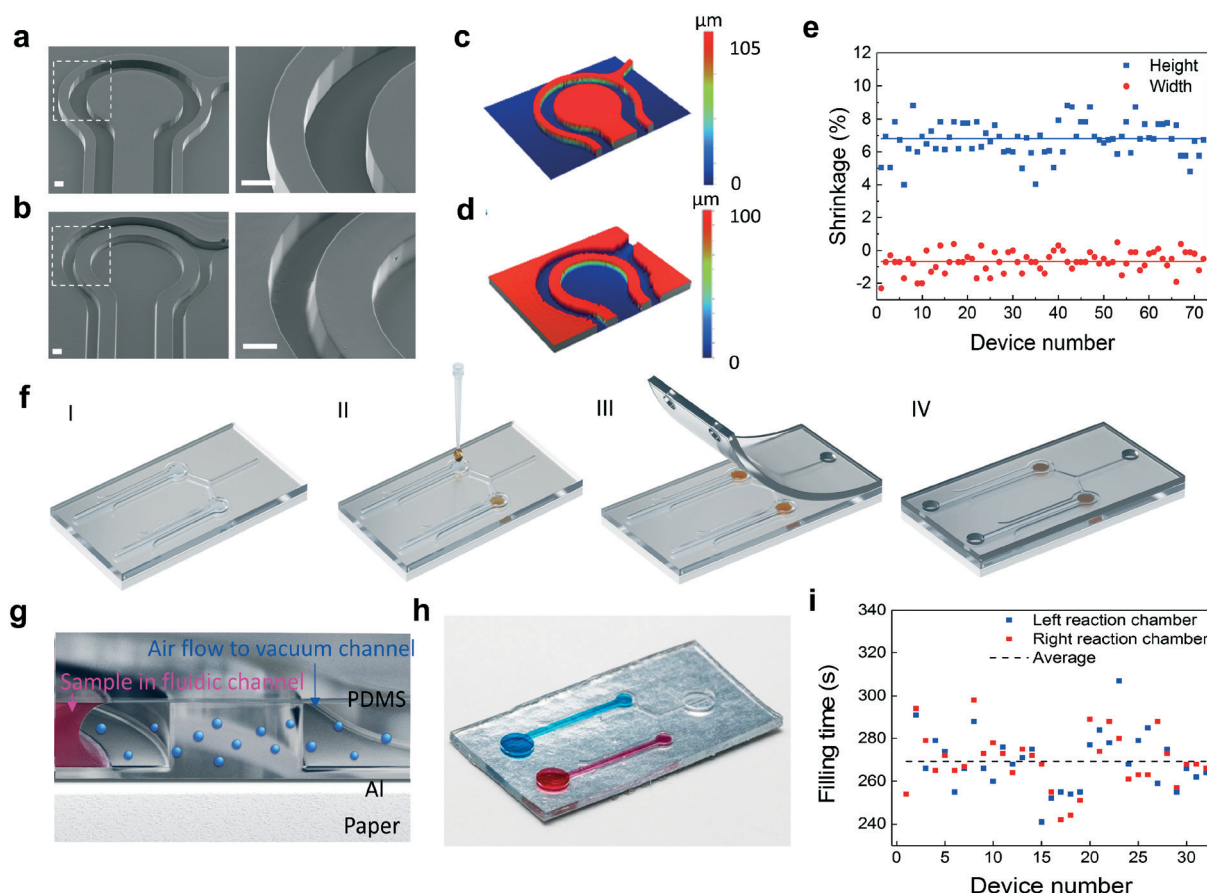 a
b
c
µm
105
0
d
µm
100
0
e
Height
Width
Shrinkage (%)
12
10
8
6
4
2
0
-2
0 10 20 30 40 50 60 70
Device number
f
I
II
III
IV
g
Air flow to vacuum channel
Sample in fluidic channel
PDMS
Al
Paper
h
i
Left reaction chamber
Right reaction chamber
Average
Filling time (s)
340
320
300
280
260
240
0 5 10 15 20 25 30
Device number